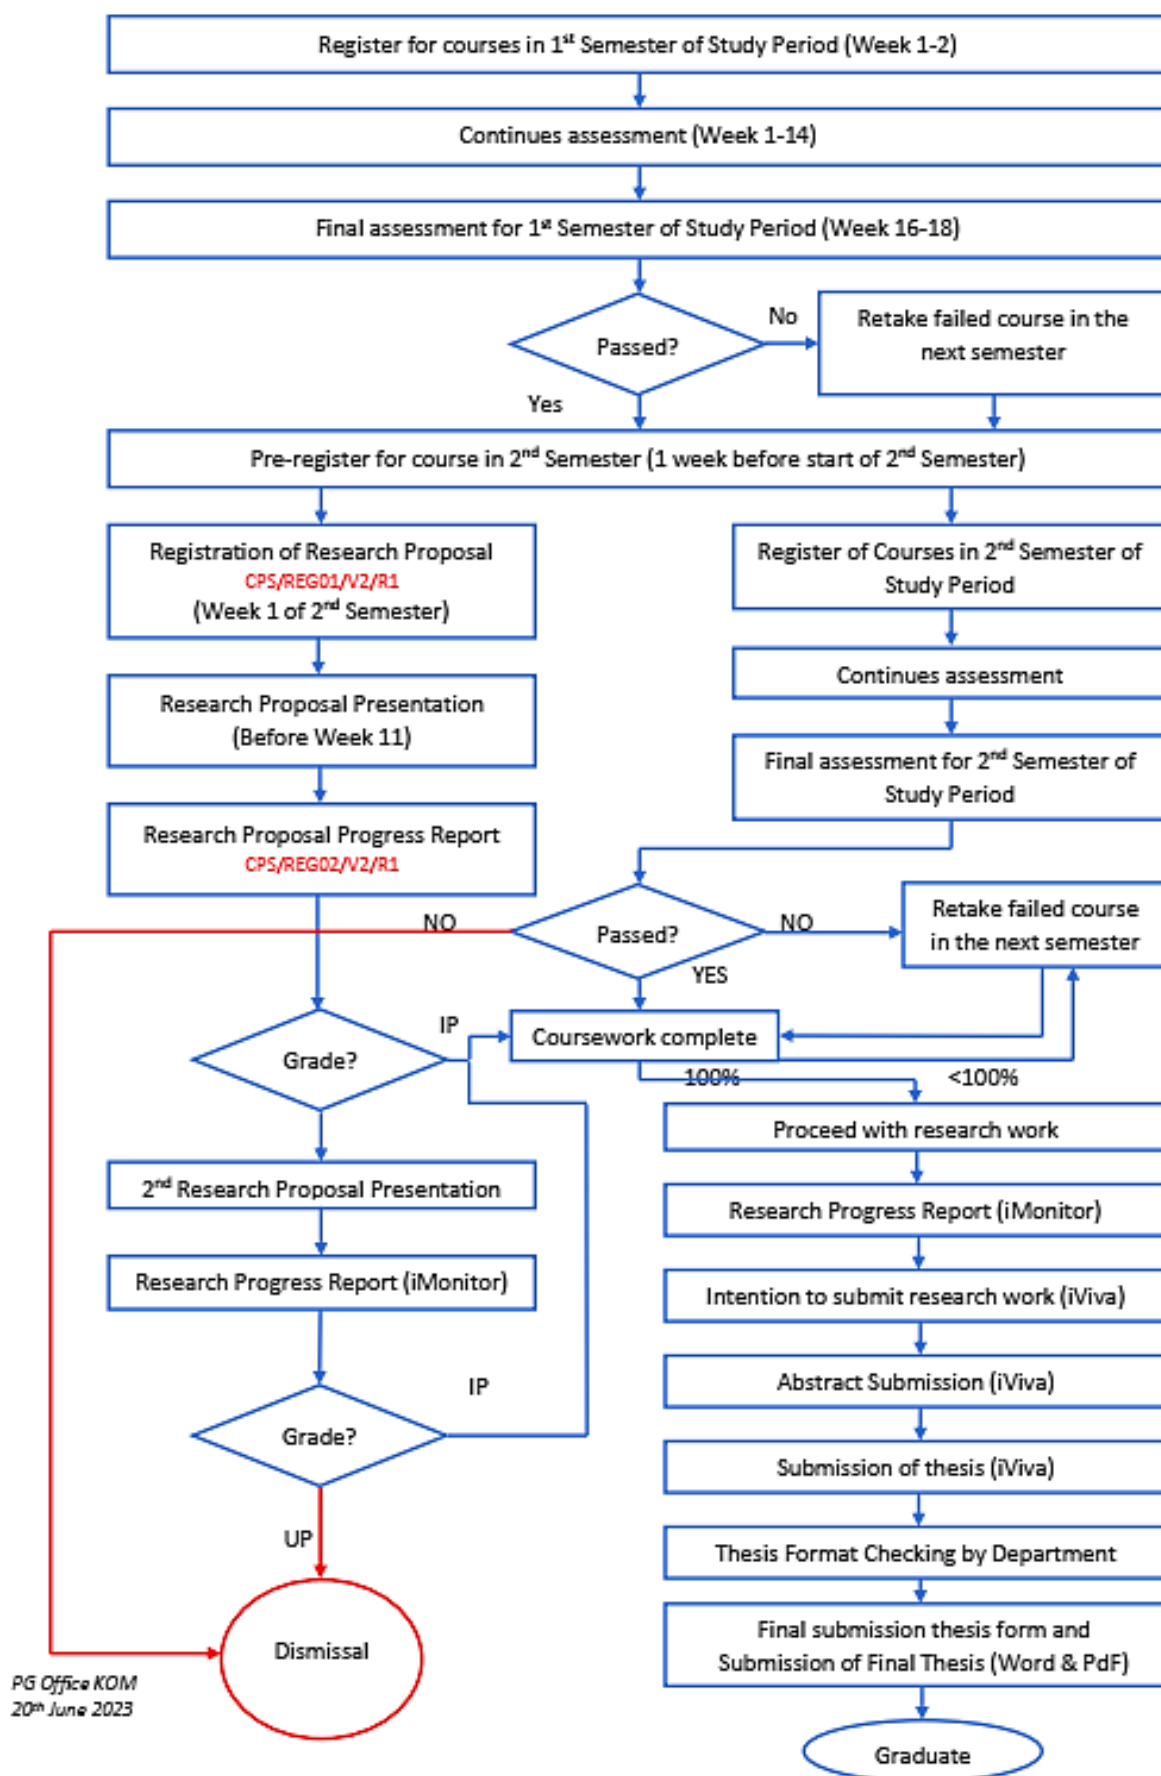 Register for courses in 1st Semester of Study Period (Week 1-2)
Continues assessment (Week 1-14)
Final assessment for 1st Semester of Study Period (Week 16-18)
Passed?
No
Retake failed course in the
next semester
Yes
Pre-register for course in 2nd Semester (1 week before start of 2nd Semester)
Registration of Research Proposal
CPS/REG01/V2/R1
(Week 1 of 2nd Semester)
Register of Courses in 2nd Semester of
Study Period
Research Proposal Presentation
(Before Week 11)
Continues assessment
Final assessment for 2nd Semester of
Study Period
Research Proposal Progress Report
CPS/REG02/V2/R1
NO
Passed?
NO
Retake failed course
in the next semester
YES
Grade?
IP
Coursework complete
100%
<100%
Proceed with research work
2nd Research Proposal Presentation
Research Progress Report (iMonitor)
Research Progress Report (iMonitor)
Intention to submit research work (iViva)
Grade?
IP
Abstract Submission (iViva)
Submission of thesis (iViva)
UP
Thesis Format Checking by Department
Dismissal
Final submission thesis form and
Submission of Final Thesis (Word & PdF)
PG Office KOM
20th June 2023
Graduate